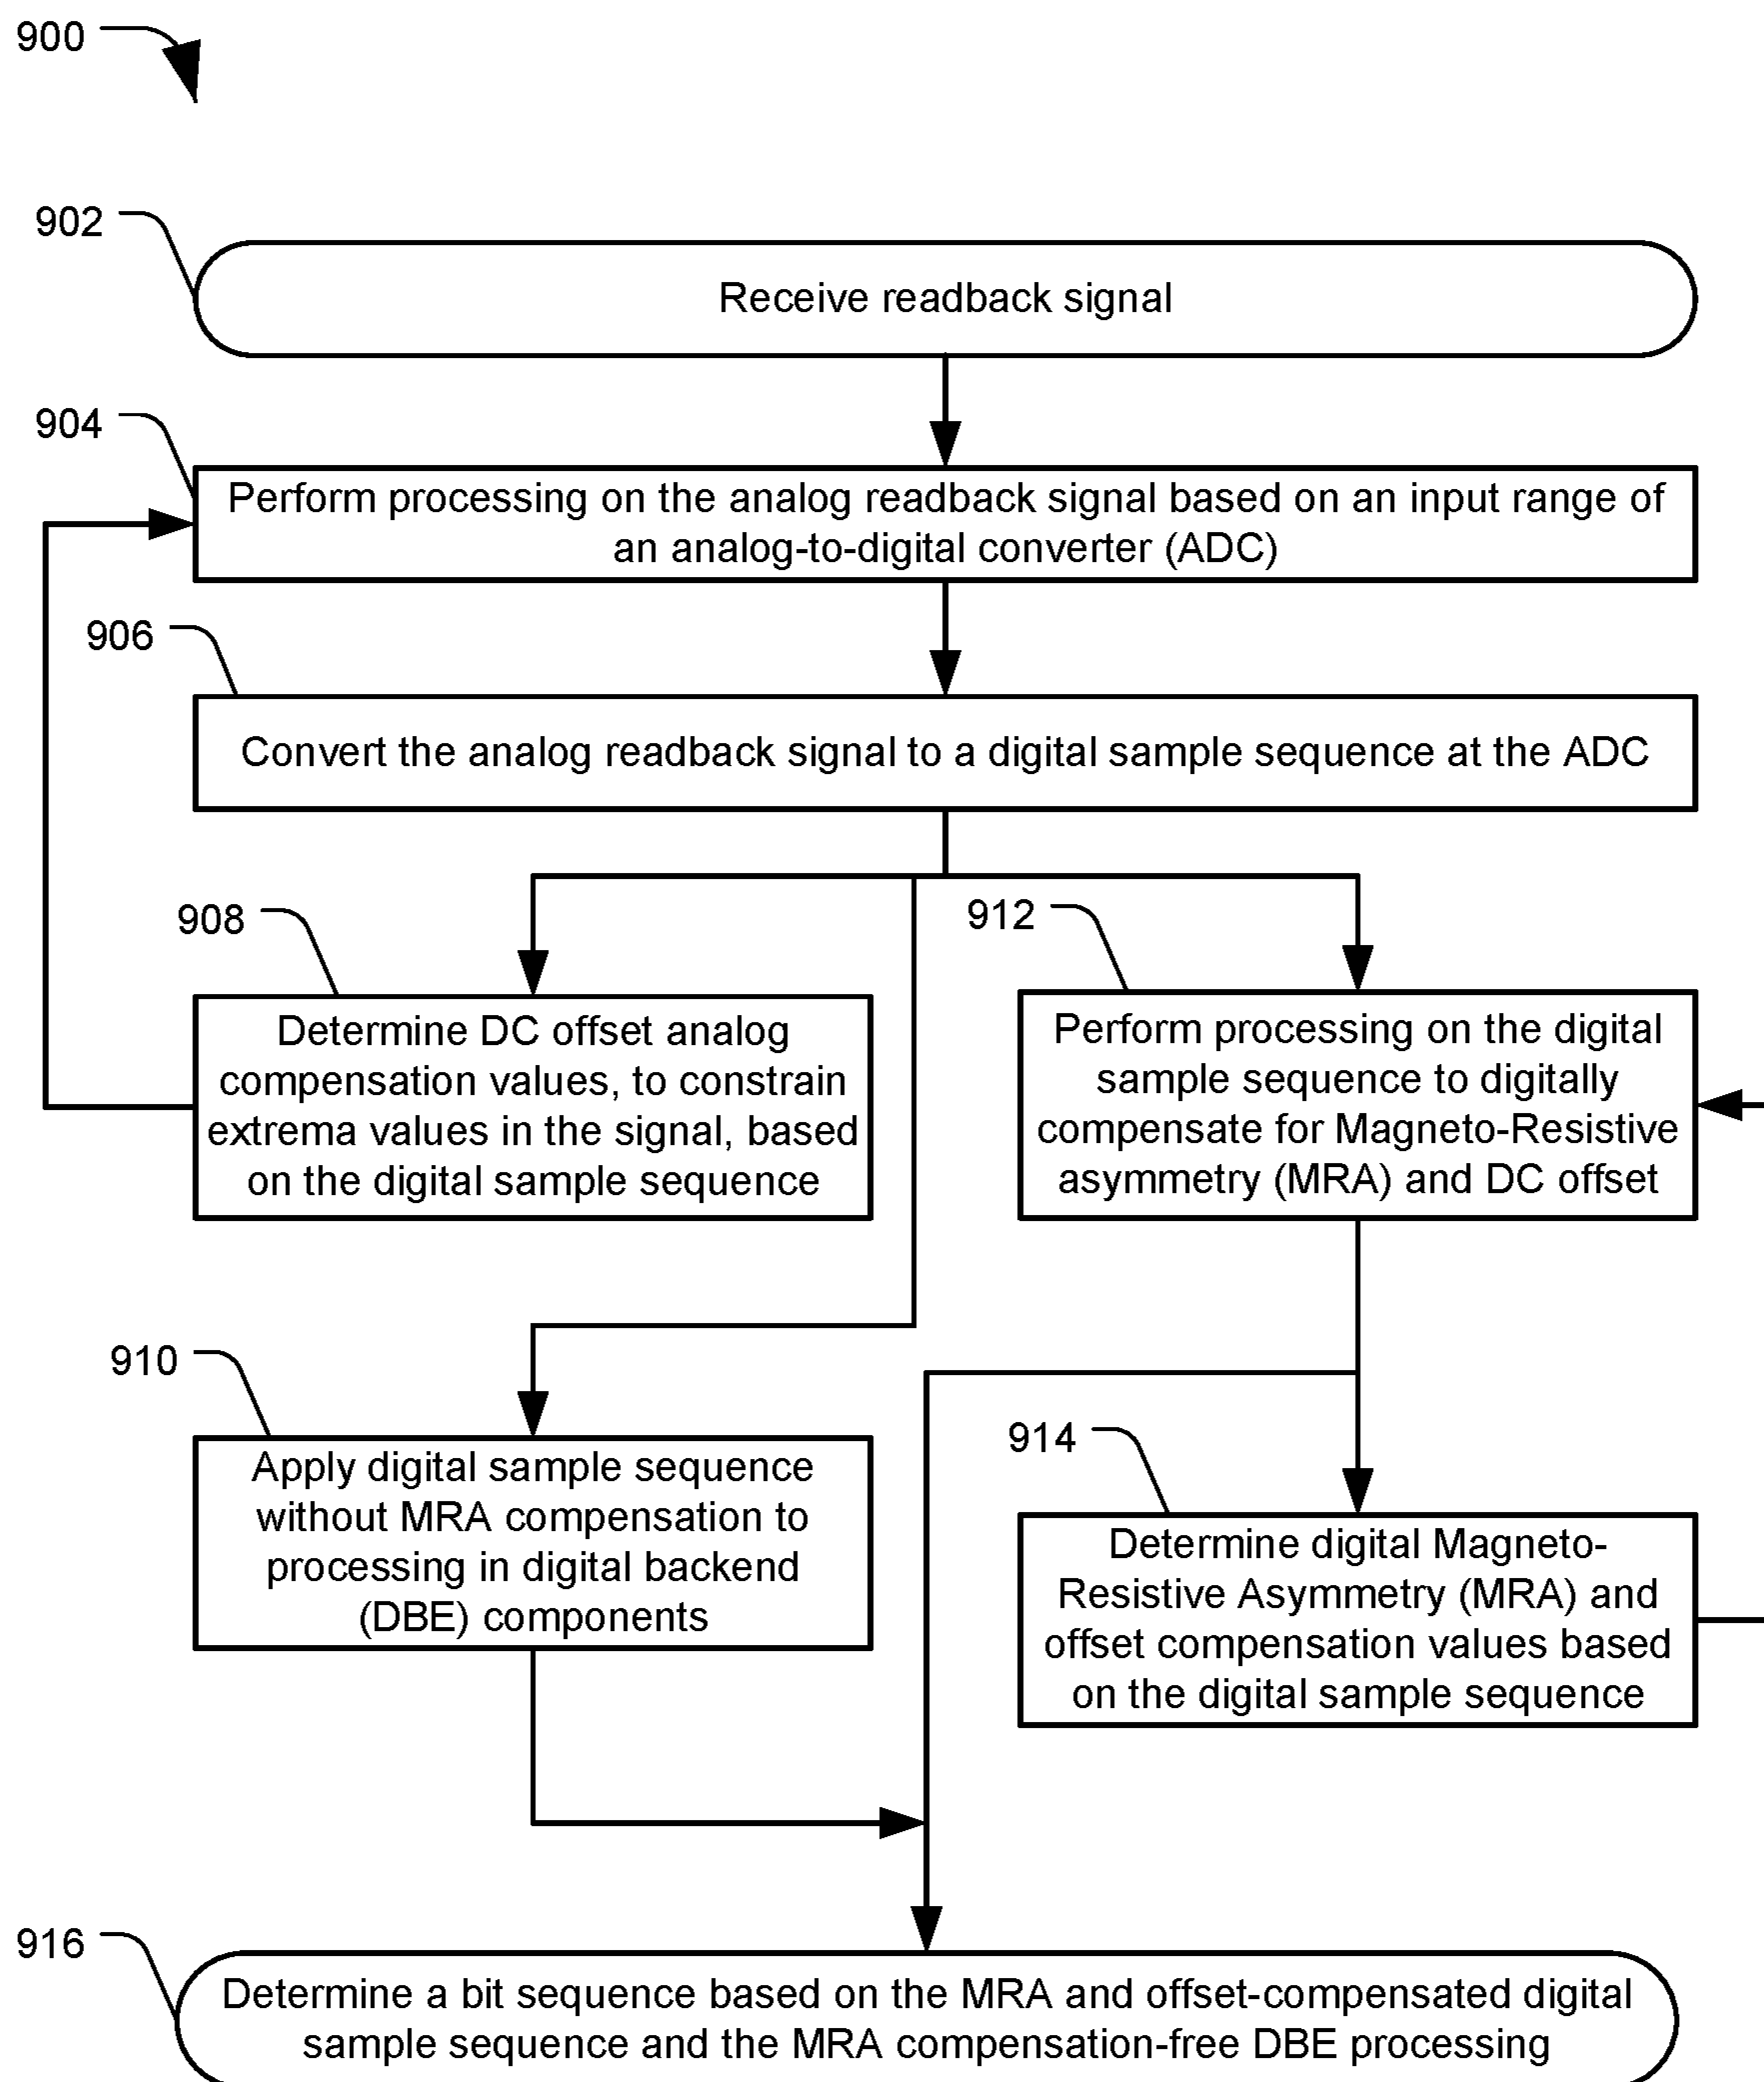 900
902
Receive readback signal
904
Perform processing on the analog readback signal based on an input range of
an analog-to-digital converter (ADC)
906
Convert the analog readback signal to a digital sample sequence at the ADC
908
Determine DC offset analog
compensation values, to constrain
extrema values in the signal, based
on the digital sample sequence
912
Perform processing on the digital
sample sequence to digitally
compensate for Magneto-Resistive
asymmetry (MRA) and DC offset
910
Apply digital sample sequence
without MRA compensation to
processing in digital backend
(DBE) components
914
Determine digital Magneto-
Resistive Asymmetry (MRA) and
offset compensation values based
on the digital sample sequence
916
Determine a bit sequence based on the MRA and offset-compensated digital
sample sequence and the MRA compensation-free DBE processing